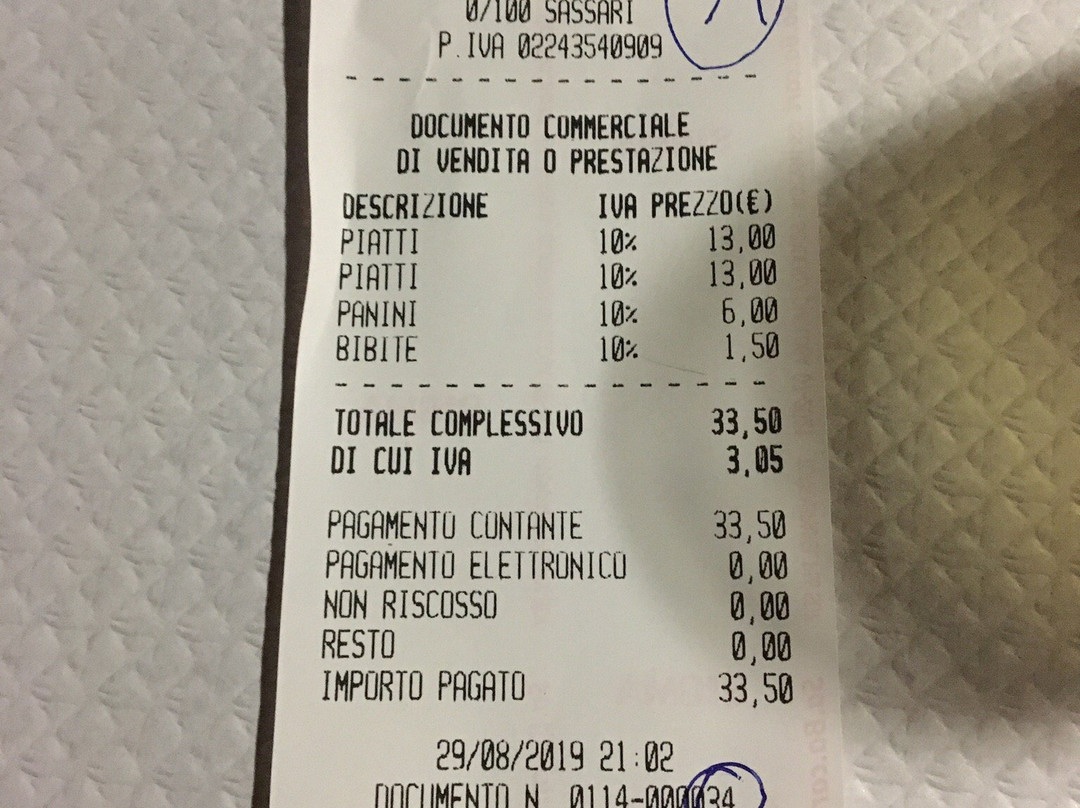 0/100 SASSARI
P.IVA 02243540909
DOCUMENTO COMMERCIALE
DI VENDITA O PRESTAZIONE
DESCRIZIONE IVA PREZZO(€)
PIATTI 10% 13,00
PIATTI 10% 13,00
PANINI 10% 6,00
BIBITE 10% 1,50
TOTALE COMPLESSIVO 33,50
DI CUI IVA 3,05
PAGAMENTO CONTANTE 33,50
PAGAMENTO ELETTRONICO 0,00
NON RISCOSSO 0,00
RESTO 0,00
IMPORTO PAGATO 33,50
29/08/2019 21:02
DOCUMENTO N. 0114-000034